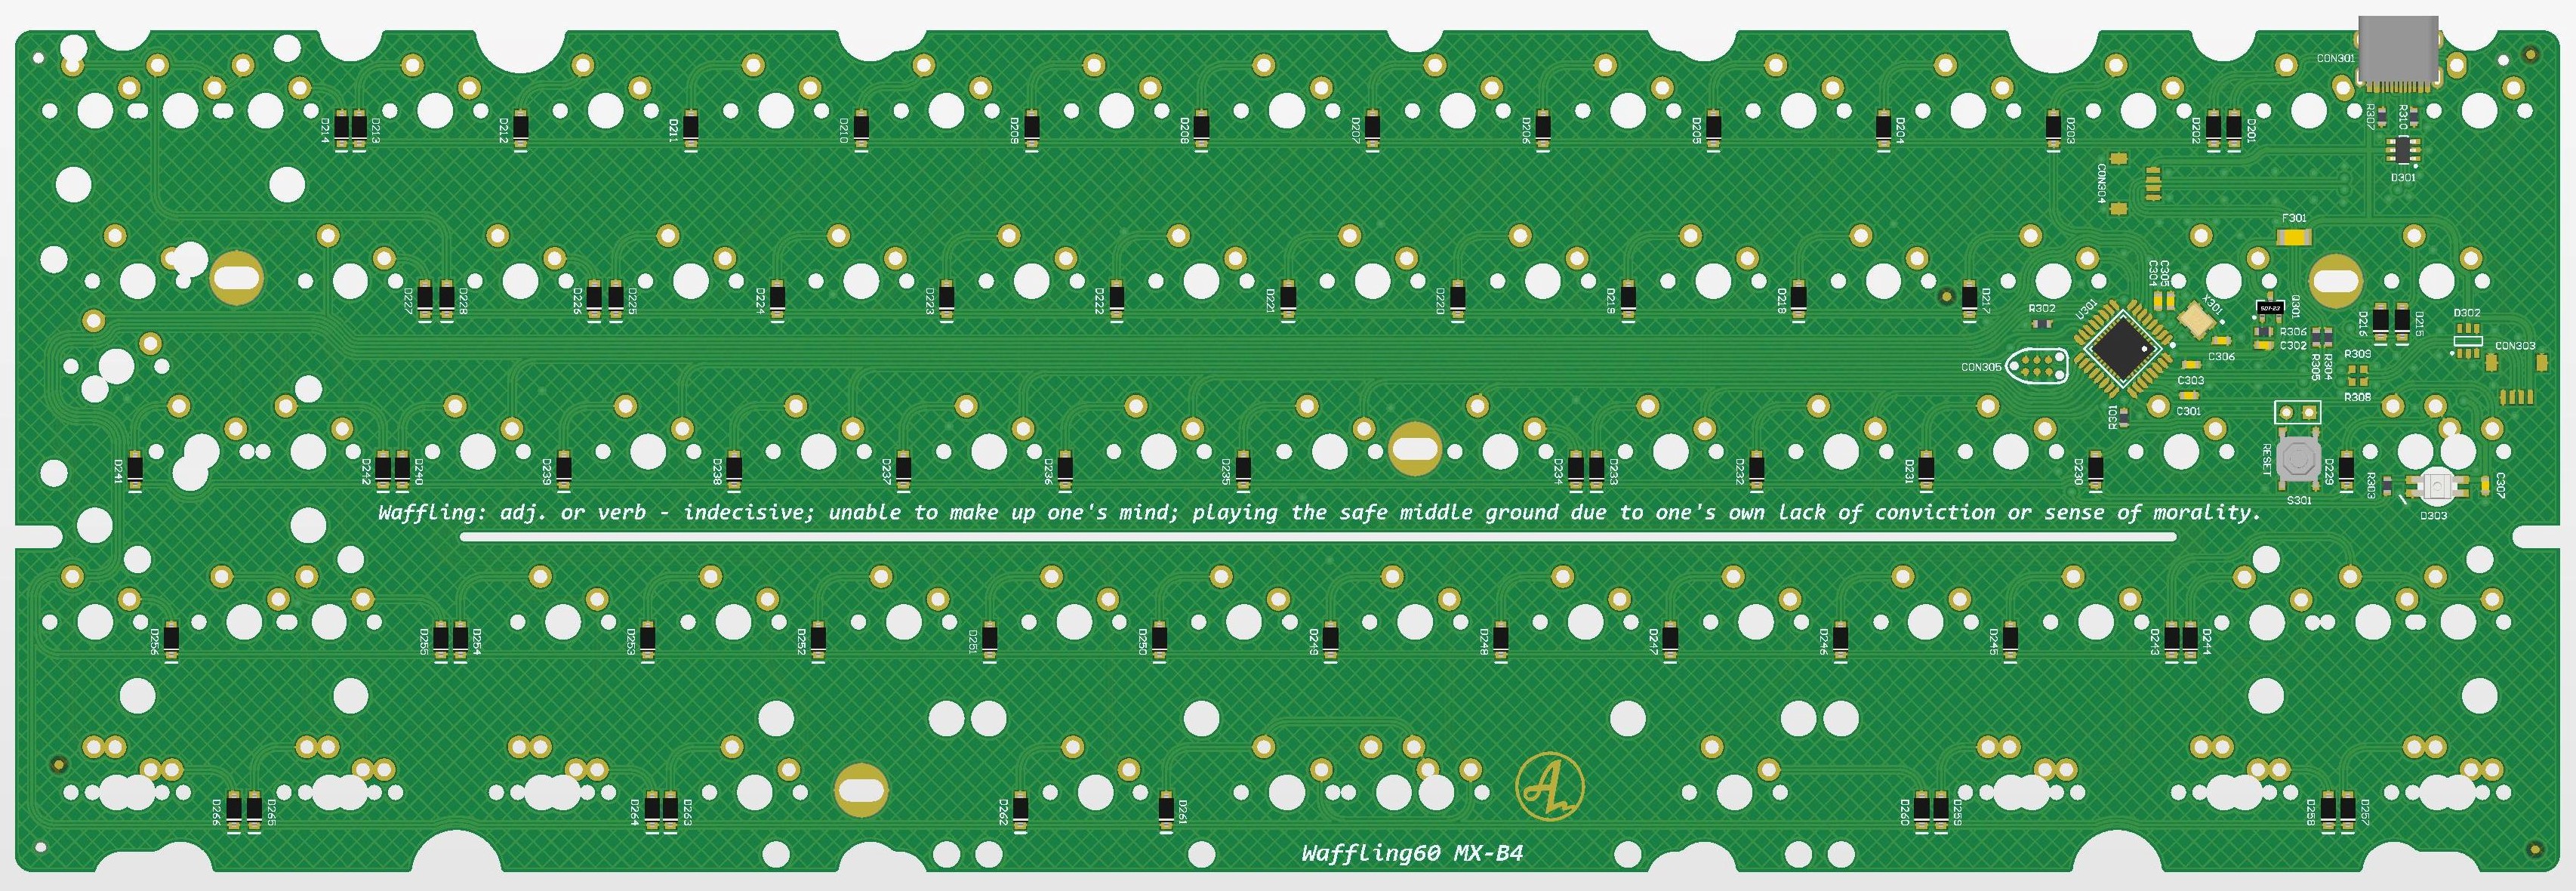 CON301
D214 D213 D212 D211 D210 D209 D208 D207 D206 D205 D204 D203 D202 D201 R307 R310
CON304 D301
F301
D227 D228 D226 D225 D224 D223 D222 D221 D220 D219 D218 D217 R302 U301 C304 C305 X301 Q301 SOT-23 D216 D215 D302
R306
C302 CON303
CON305 C306 R305 R304 R309
C303 R308
C301
R301
D241 D242 D240 D239 D238 D237 D236 D235 D234 D233 D232 D231 D230 RESET D229 R303 C307
S301
D303
Waffling: adj. or verb - indecisive; unable to make up one's mind; playing the safe middle ground due to one's own lack of conviction or sense of morality.
D256 D255 D254 D253 D252 D251 D250 D249 D248 D247 D246 D245 D243 D244
D266 D265 D264 D263 D262 D261 D260 D259 D258 D257
Waffling60 MX-B4